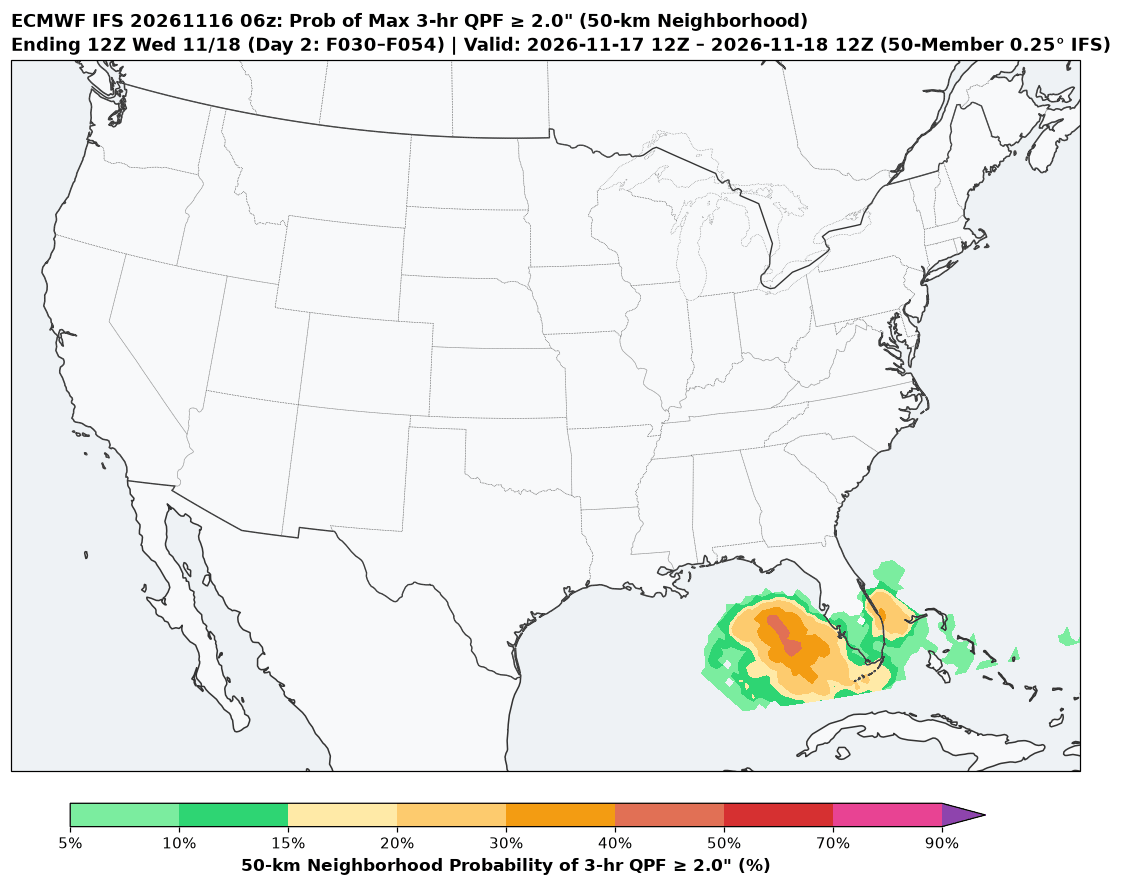 ECMWF IFS 20261116 06z: Prob of Max 3-hr QPF ≥ 2.0" (50-km Neighborhood)
Ending 12Z Wed 11/18 (Day 2: F030–F054) | Valid: 2026-11-17 12Z – 2026-11-18 12Z (50-Member 0.25° IFS)
5% 10% 15% 20% 30% 40% 50% 70% 90%
50-km Neighborhood Probability of 3-hr QPF ≥ 2.0" (%)